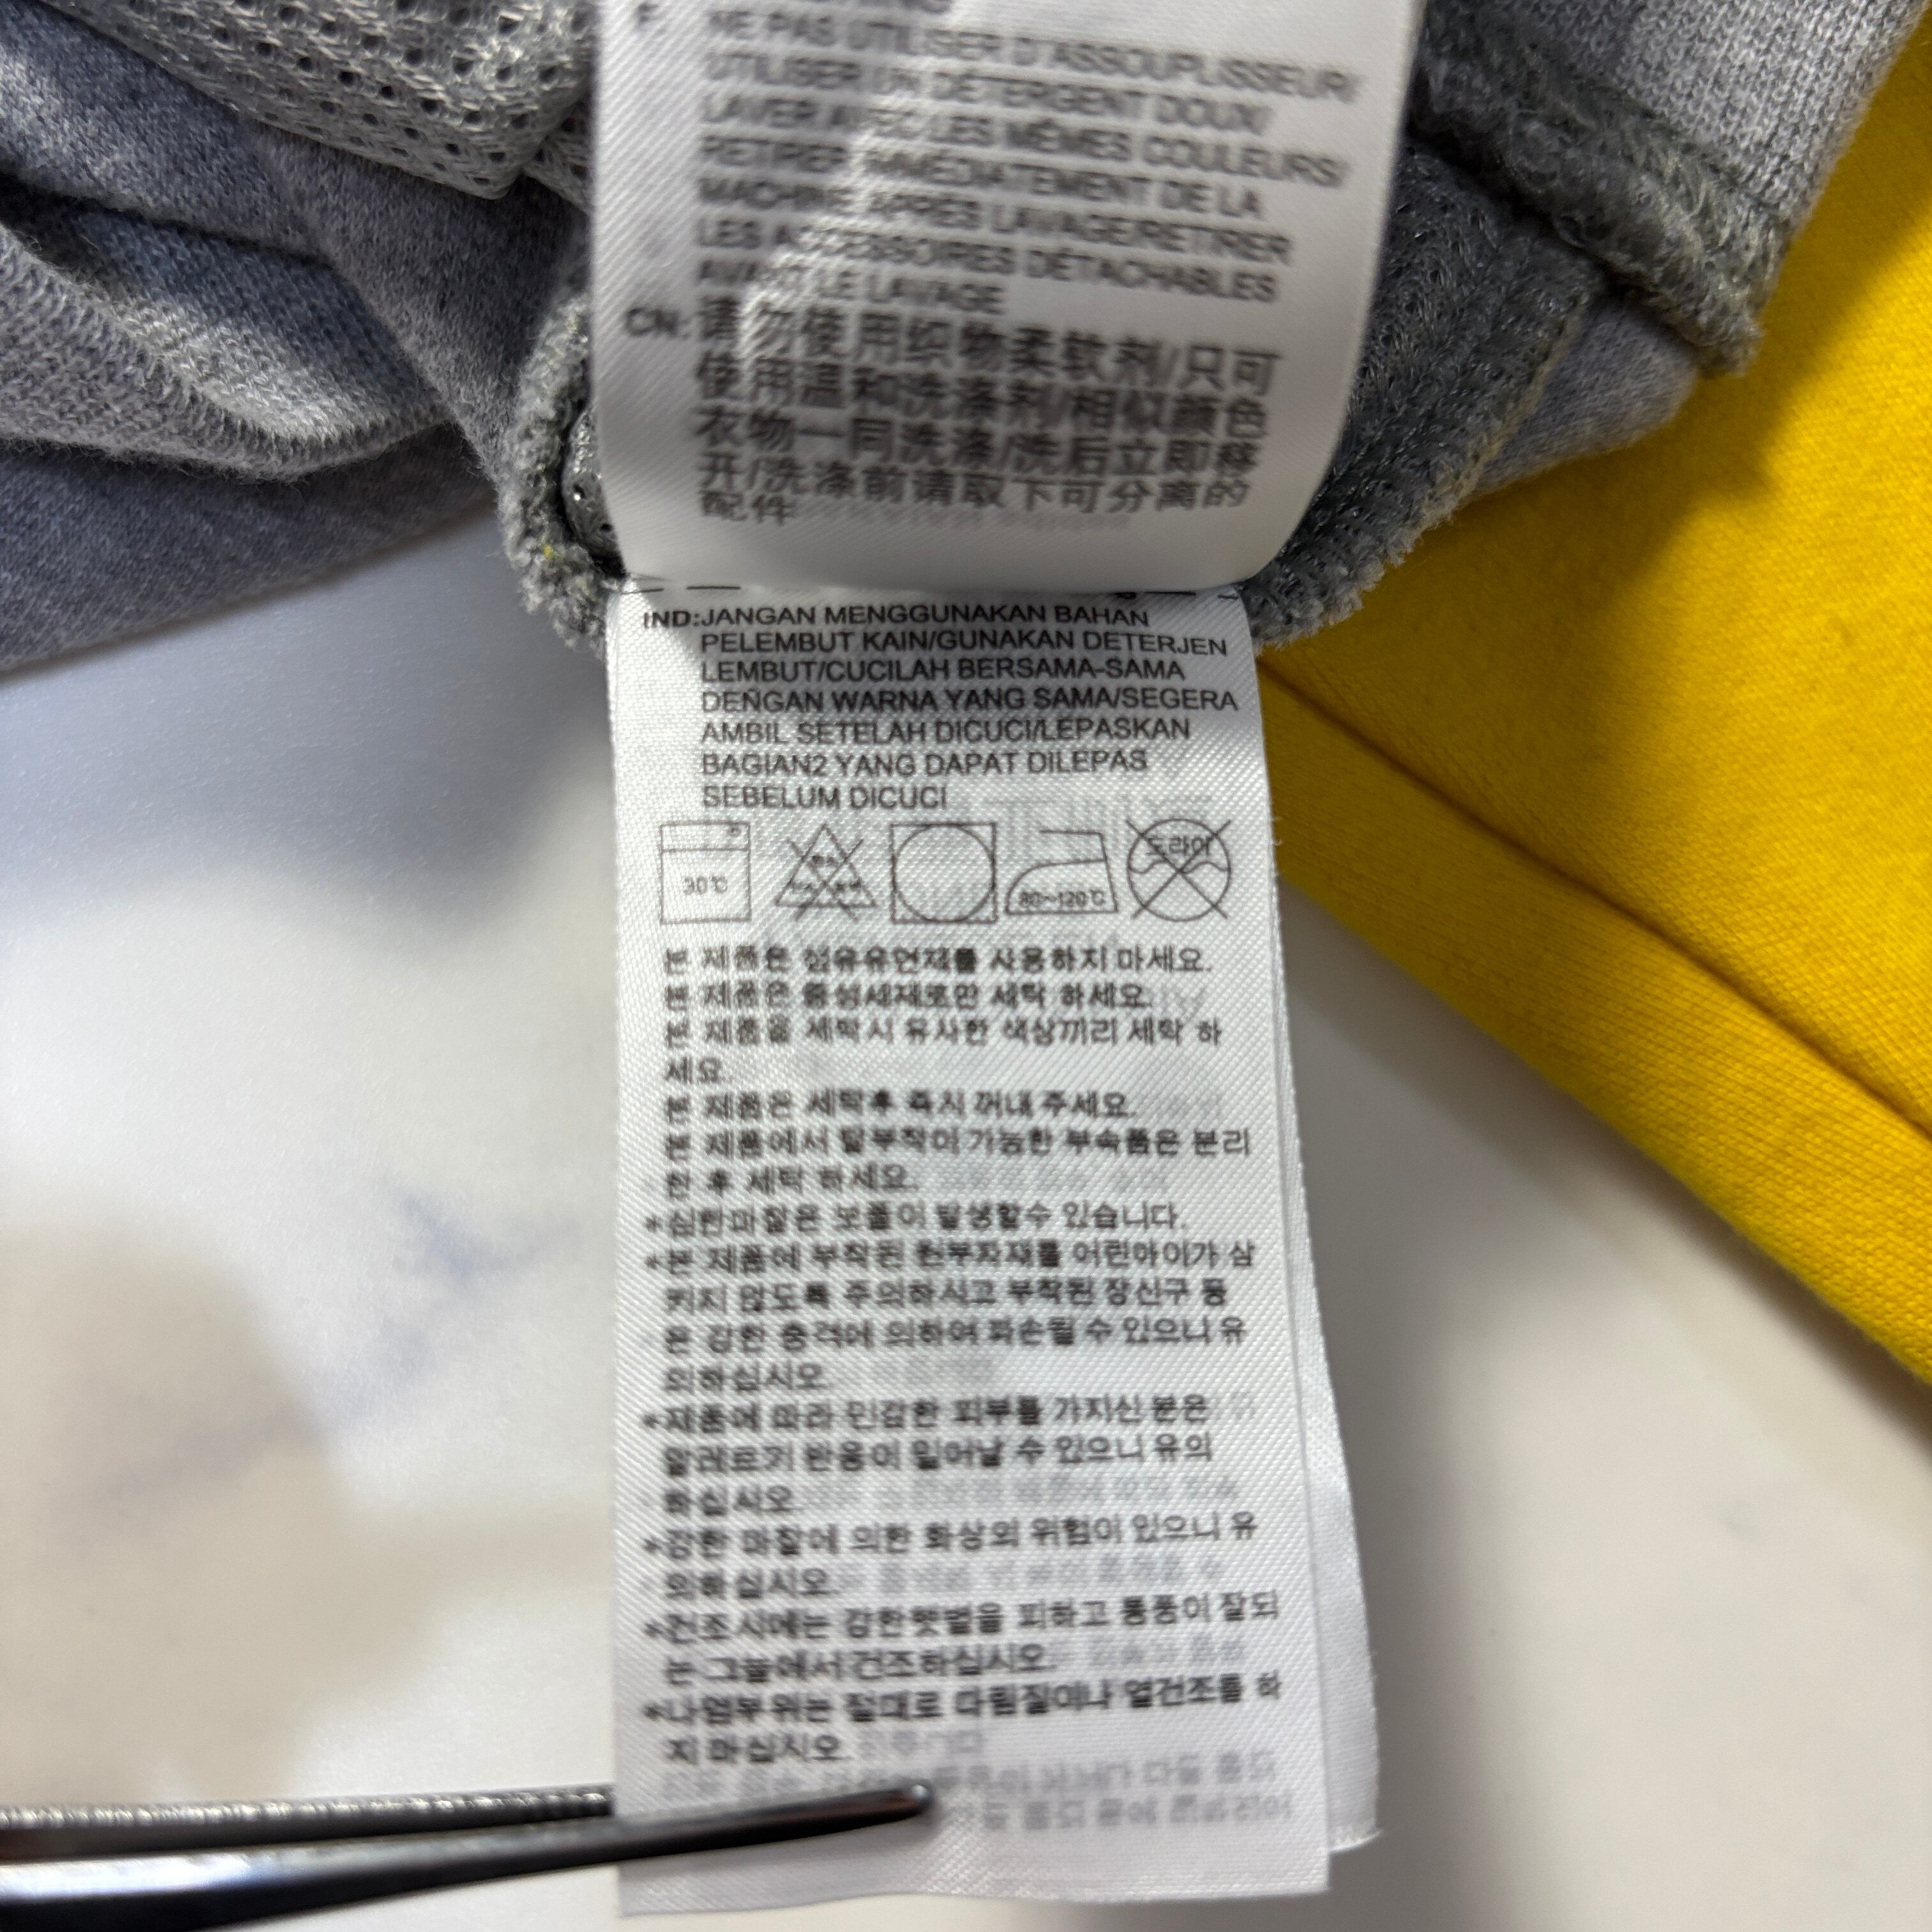 F:
NE PAS UTILISER D'ASSOUPLISSEUR/
UTILISER UN DÉTERGENT DOUX/
LAVER AVEC LES MÊMES COULEURS/
RETIRER IMMÉDIATEMENT DE LA
MACHINE APRÈS LAVAGE/RETIRER
LES ACCESSOIRES DÉTACHABLES
AVANT LE LAVAGE
CN:请勿使用织物柔软剂/只可
使用温和洗涤剂/相似颜色
衣物一同洗涤/洗后立即移
开/洗涤前请取下可分离的
配件
IND:JANGAN MENGGUNAKAN BAHAN
PELEMBUT KAIN/GUNAKAN DETERJEN
LEMBUT/CUCILAH BERSAMA-SAMA
DENGAN WARNA YANG SAMA/SEGERA
AMBIL SETELAH DICUCI/LEPASKAN
BAGIAN2 YANG DAPAT DILEPAS
SEBELUM DICUCI
30℃ 80~120℃ 드라이
본 제품은 섬유유연제를 사용하지 마세요.
본 제품은 중성세제로만 세탁 하세요.
본 제품을 세탁시 유사한 색상끼리 세탁 하
세요.
본 제품은 세탁후 즉시 꺼내 주세요.
본 제품에서 탈부착이 가능한 부속품은 분리
한 후 세탁 하세요.
*심한마찰은 보풀이 발생할수 있습니다.
*본 제품에 부착된 원부자재를 어린아이가 삼
키지 않도록 주의하시고 부착된 장신구 등
은 강한 충격에 의하여 파손될 수 있으니 유
의하십시오.
*제품에 따라 민감한 피부를 가지신 분은
알레르기 반응이 일어날 수 있으니 유의
하십시오.
*강한 마찰에 의한 화상의 위험이 있으니 유
의하십시오.
*건조시에는 강한햇볕을 피하고 통풍이 잘되
는 그늘에서 건조하십시오.
*나염부위는 절대로 다림질이나 열건조를 하
지 마십시오.